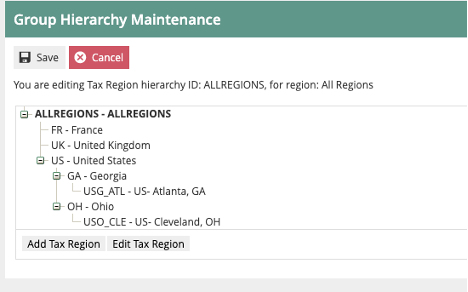 Group Hierarchy Maintenance
Save Cancel
You are editing Tax Region hierarchy ID: ALLREGIONS, for region: All Regions
ALLREGIONS - ALLREGIONS
FR - France
UK - United Kingdom
US - United States
GA - Georgia
USG_ATL - US- Atlanta, GA
OH - Ohio
USO_CLE - US- Cleveland, OH
Add Tax Region Edit Tax Region